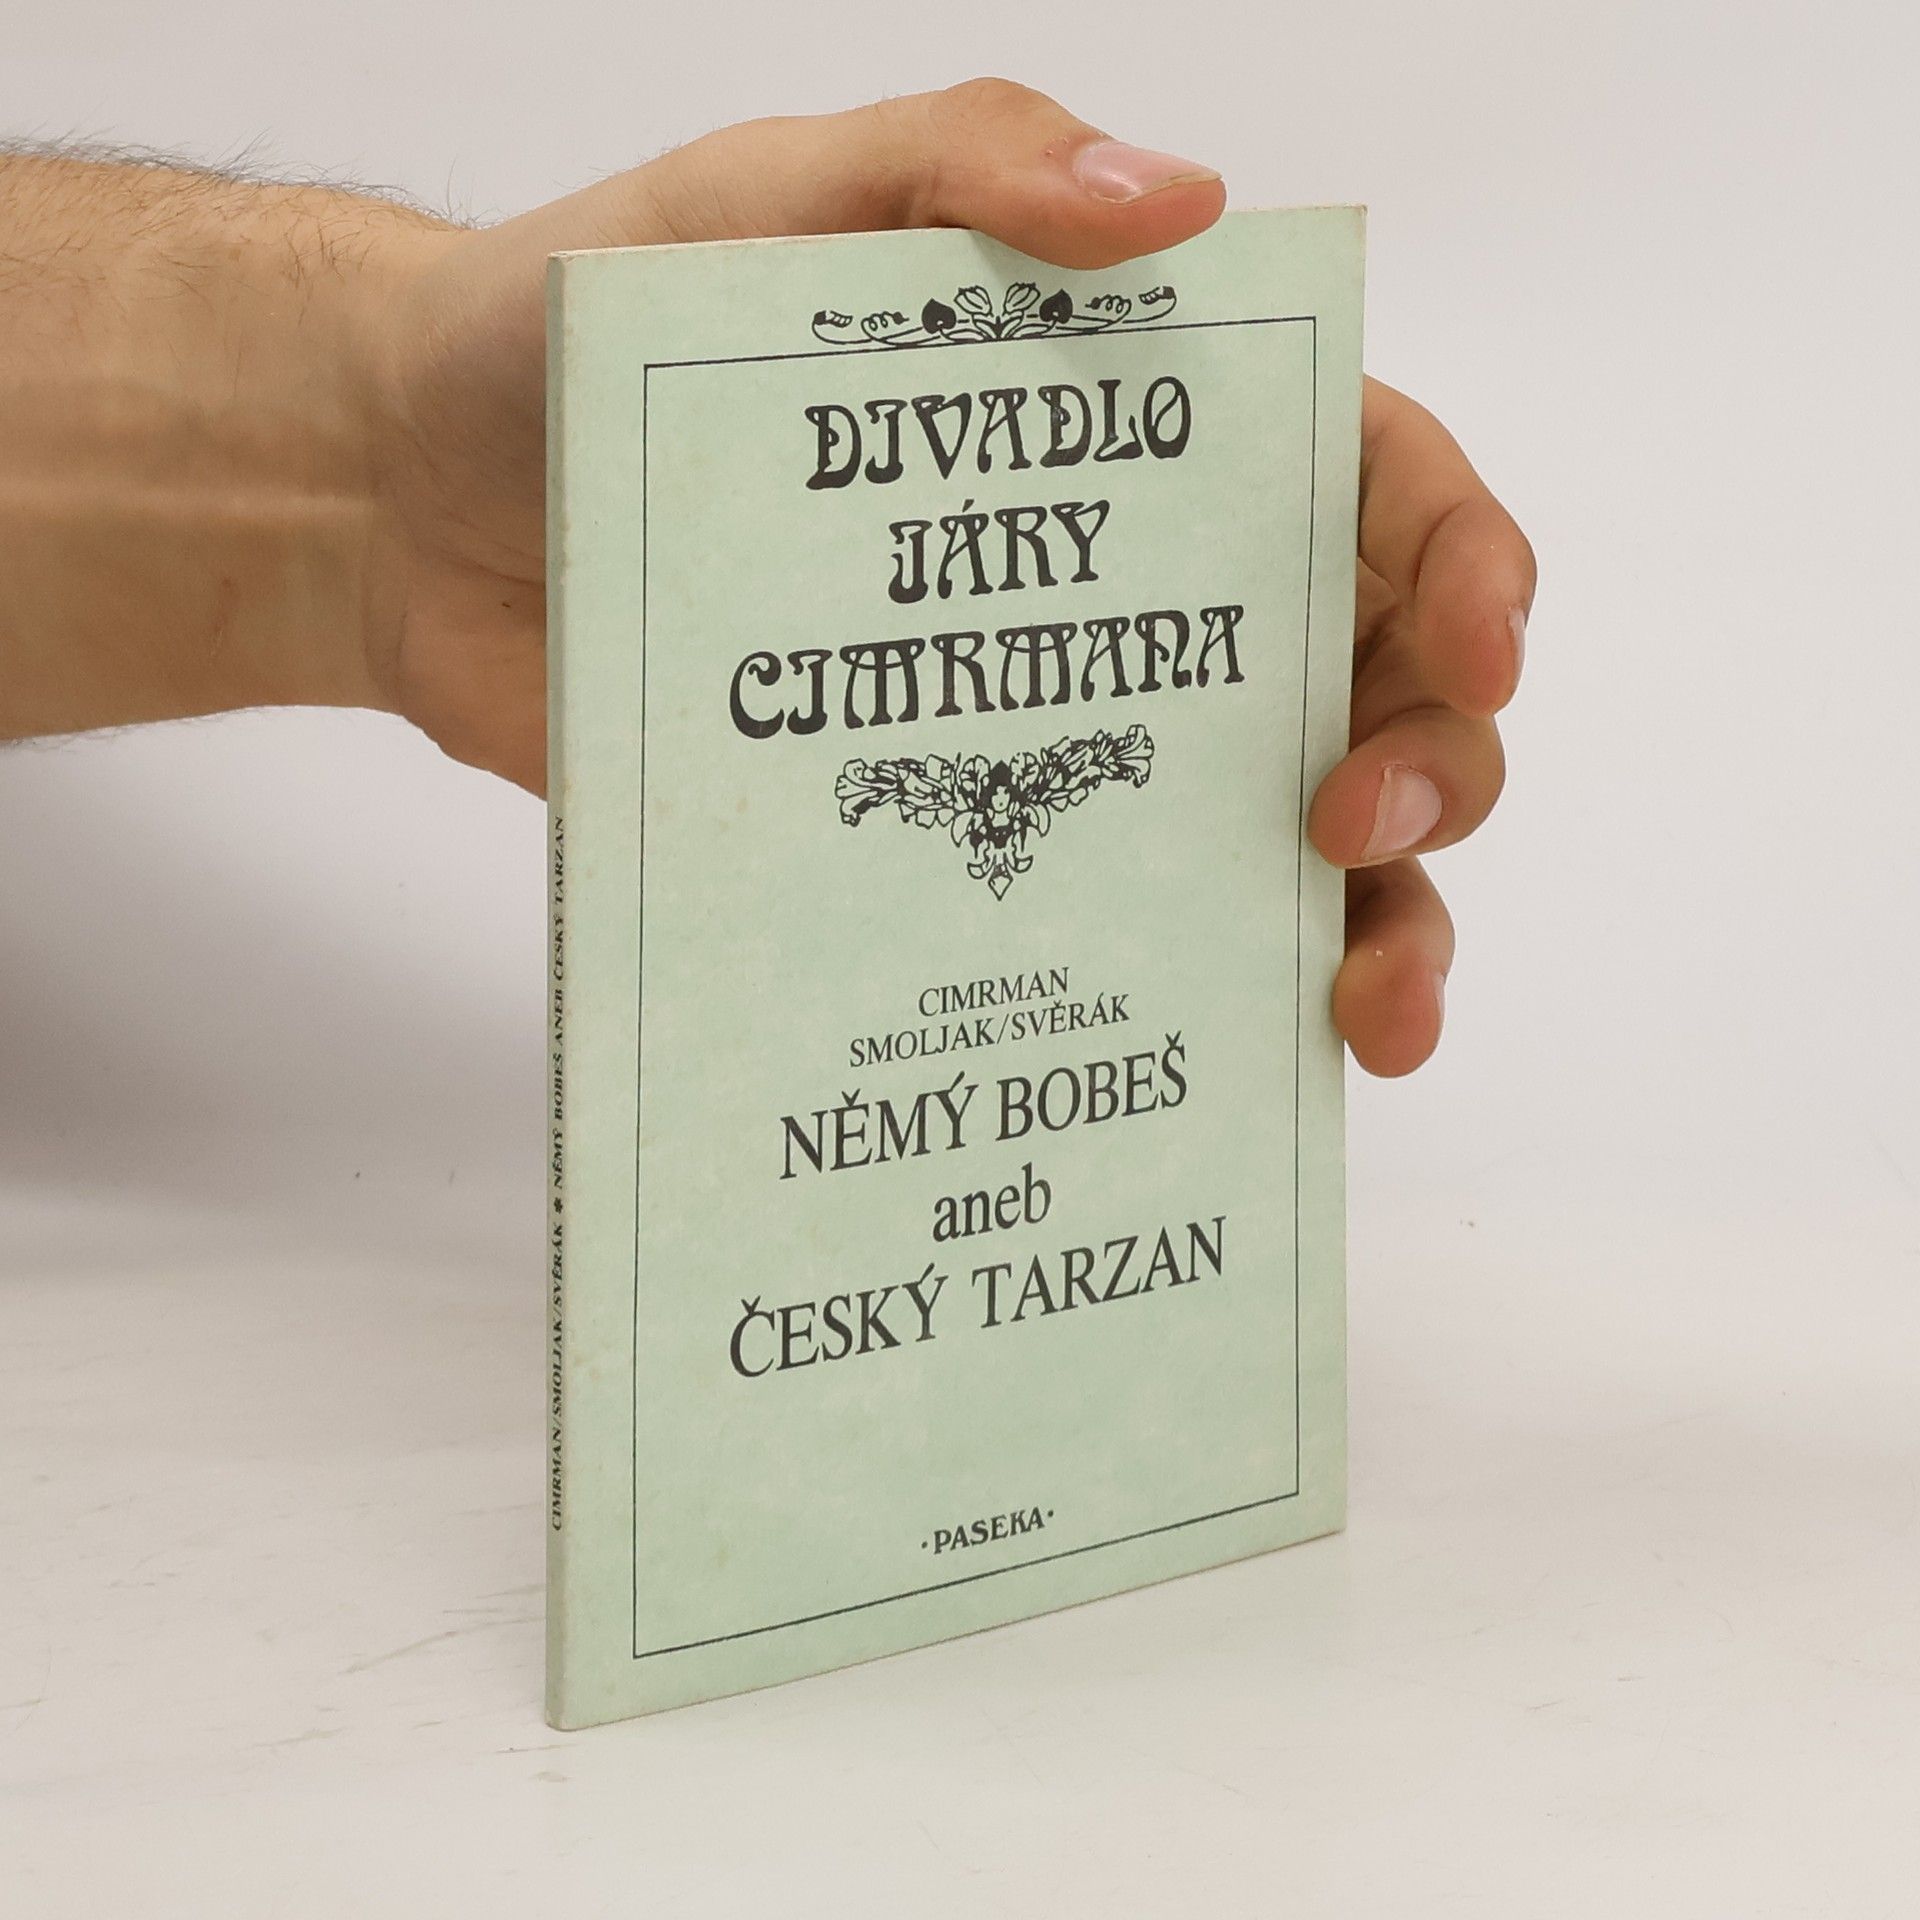 DIVADLO
JÁRY
CIMRMANA
CIMRMAN
SMOLJAK/SVĚRÁK
NĚMÝ BOBEŠ
aneb
ČESKÝ TARZAN
·PASEKA·
CIMRMAN/SMOLJAK/SVĚRÁK * NĚMÝ BOBEŠ ANEB ČESKÝ TARZAN